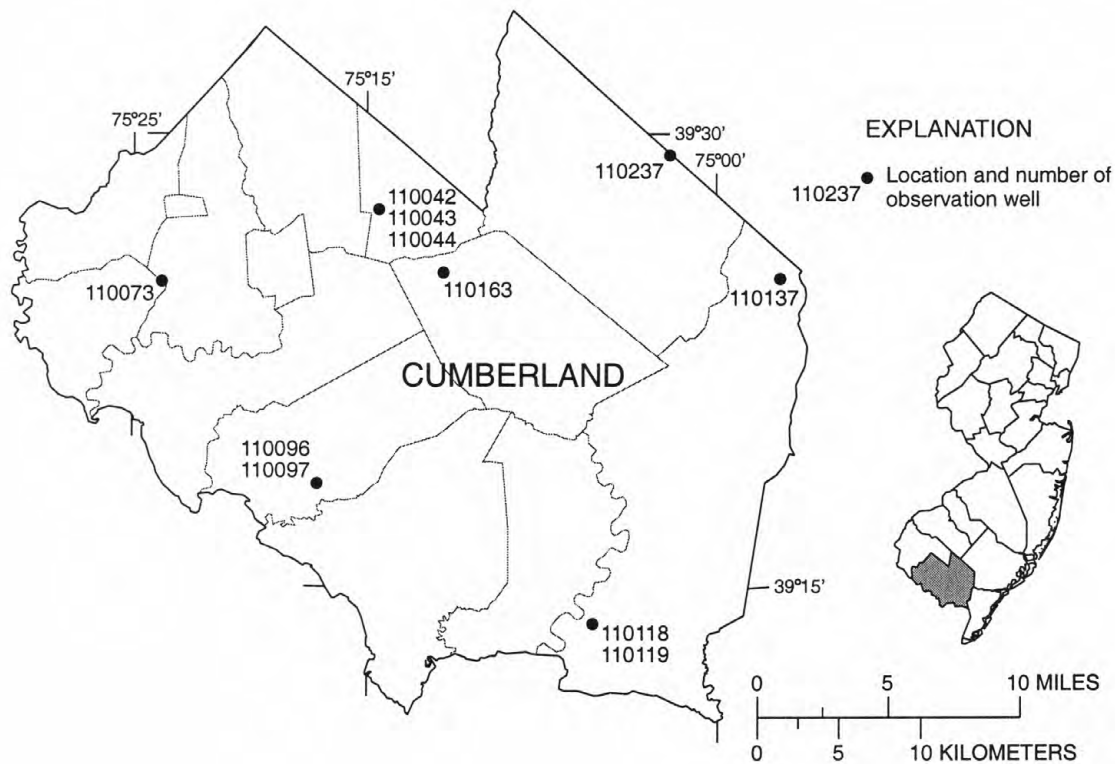 75°15'
75°25'
39°30'
75°00'
EXPLANATION
110237
110237 Location and number of
observation well
110042
110043
110044
110073
110163
110137
CUMBERLAND
110096
110097
39°15'
110118
110119
0 5 10 MILES
0 5 10 KILOMETERS